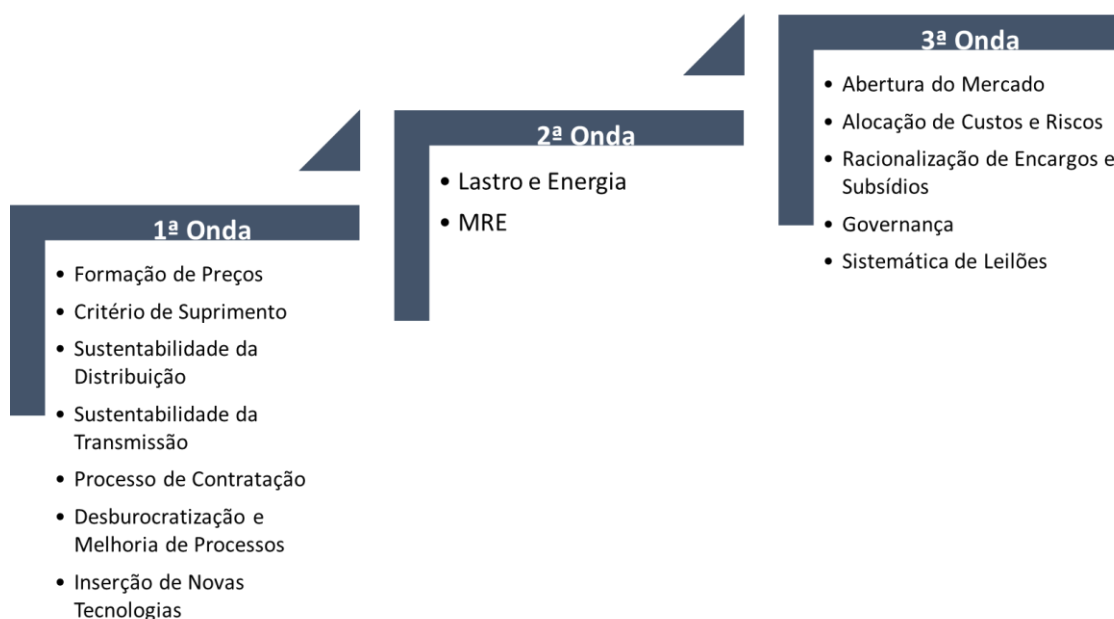 1ª Onda
• Formação de Preços
• Critério de Suprimento
• Sustentabilidade da
Distribuição
• Sustentabilidade da
Transmissão
• Processo de Contratação
• Desburocratização e
Melhoria de Processos
• Inserção de Novas
Tecnologias
2ª Onda
• Lastro e Energia
• MRE
3ª Onda
• Abertura do Mercado
• Alocação de Custos e Riscos
• Racionalização de Encargos e
Subsídios
• Governança
• Sistemática de Leilões